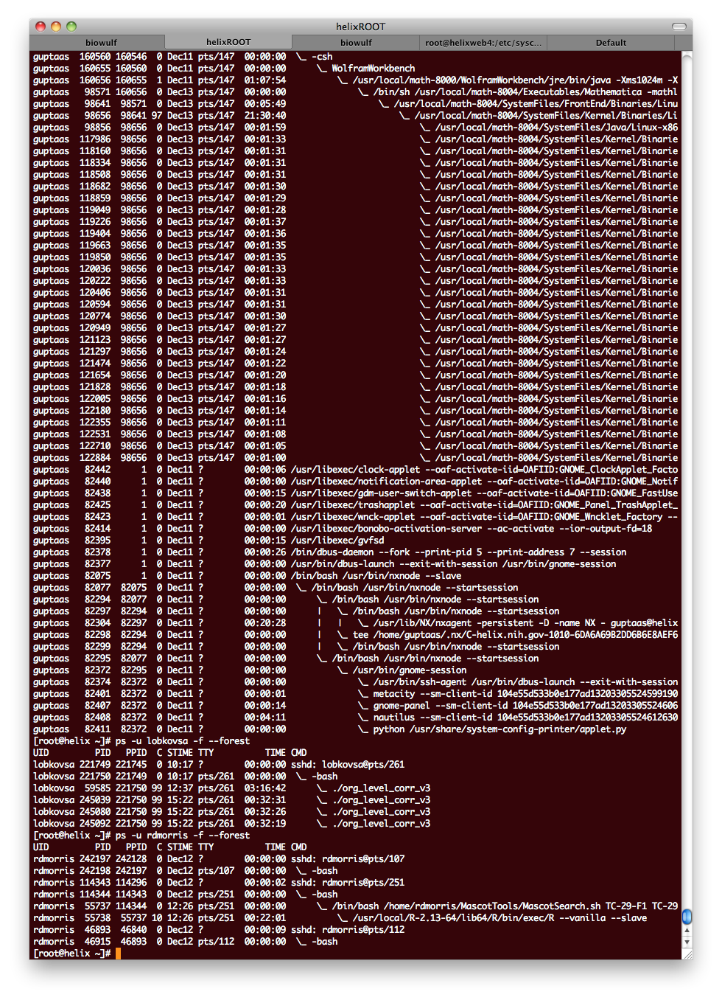 helixROOT
biowulf helixROOT biowulf root@helixweb4:/etc/sysc... Default
guptaas 160560 160546 0 Dec11 pts/147 00:00:00 \_ -csh
guptaas 160655 160560 0 Dec11 pts/147 00:00:00 \_ WolframWorkbench
guptaas 160656 160655 1 Dec11 pts/147 01:07:54 \_ /usr/local/math-8000/WolframWorkbench/jre/bin/java -Xms1024m -X
guptaas 98571 160656 0 Dec13 pts/147 00:00:00 \_ /bin/sh /usr/local/math-8004/Executables/Mathematica -mathl
guptaas 98641 98571 0 Dec13 pts/147 00:05:49 \_ /usr/local/math-8004/SystemFiles/FrontEnd/Binaries/Linu
guptaas 98656 98641 97 Dec13 pts/147 21:30:40 \_ /usr/local/math-8004/SystemFiles/Kernel/Binaries/Li
guptaas 98856 98656 0 Dec13 pts/147 00:01:59 \_ /usr/local/math-8004/SystemFiles/Java/Linux-x86
guptaas 117986 98656 0 Dec13 pts/147 00:01:33 \_ /usr/local/math-8004/SystemFiles/Kernel/Binarie
guptaas 118160 98656 0 Dec13 pts/147 00:01:31 \_ /usr/local/math-8004/SystemFiles/Kernel/Binarie
guptaas 118334 98656 0 Dec13 pts/147 00:01:31 \_ /usr/local/math-8004/SystemFiles/Kernel/Binarie
guptaas 118508 98656 0 Dec13 pts/147 00:01:31 \_ /usr/local/math-8004/SystemFiles/Kernel/Binarie
guptaas 118682 98656 0 Dec13 pts/147 00:01:30 \_ /usr/local/math-8004/SystemFiles/Kernel/Binarie
guptaas 118859 98656 0 Dec13 pts/147 00:01:29 \_ /usr/local/math-8004/SystemFiles/Kernel/Binarie
guptaas 119049 98656 0 Dec13 pts/147 00:01:28 \_ /usr/local/math-8004/SystemFiles/Kernel/Binarie
guptaas 119226 98656 0 Dec13 pts/147 00:01:37 \_ /usr/local/math-8004/SystemFiles/Kernel/Binarie
guptaas 119404 98656 0 Dec13 pts/147 00:01:36 \_ /usr/local/math-8004/SystemFiles/Kernel/Binarie
guptaas 119663 98656 0 Dec13 pts/147 00:01:35 \_ /usr/local/math-8004/SystemFiles/Kernel/Binarie
guptaas 119850 98656 0 Dec13 pts/147 00:01:35 \_ /usr/local/math-8004/SystemFiles/Kernel/Binarie
guptaas 120036 98656 0 Dec13 pts/147 00:01:33 \_ /usr/local/math-8004/SystemFiles/Kernel/Binarie
guptaas 120222 98656 0 Dec13 pts/147 00:01:33 \_ /usr/local/math-8004/SystemFiles/Kernel/Binarie
guptaas 120406 98656 0 Dec13 pts/147 00:01:31 \_ /usr/local/math-8004/SystemFiles/Kernel/Binarie
guptaas 120594 98656 0 Dec13 pts/147 00:01:31 \_ /usr/local/math-8004/SystemFiles/Kernel/Binarie
guptaas 120774 98656 0 Dec13 pts/147 00:01:30 \_ /usr/local/math-8004/SystemFiles/Kernel/Binarie
guptaas 120949 98656 0 Dec13 pts/147 00:01:27 \_ /usr/local/math-8004/SystemFiles/Kernel/Binarie
guptaas 121123 98656 0 Dec13 pts/147 00:01:27 \_ /usr/local/math-8004/SystemFiles/Kernel/Binarie
guptaas 121297 98656 0 Dec13 pts/147 00:01:24 \_ /usr/local/math-8004/SystemFiles/Kernel/Binarie
guptaas 121474 98656 0 Dec13 pts/147 00:01:22 \_ /usr/local/math-8004/SystemFiles/Kernel/Binarie
guptaas 121654 98656 0 Dec13 pts/147 00:01:20 \_ /usr/local/math-8004/SystemFiles/Kernel/Binarie
guptaas 121828 98656 0 Dec13 pts/147 00:01:18 \_ /usr/local/math-8004/SystemFiles/Kernel/Binarie
guptaas 122005 98656 0 Dec13 pts/147 00:01:16 \_ /usr/local/math-8004/SystemFiles/Kernel/Binarie
guptaas 122180 98656 0 Dec13 pts/147 00:01:14 \_ /usr/local/math-8004/SystemFiles/Kernel/Binarie
guptaas 122355 98656 0 Dec13 pts/147 00:01:11 \_ /usr/local/math-8004/SystemFiles/Kernel/Binarie
guptaas 122531 98656 0 Dec13 pts/147 00:01:08 \_ /usr/local/math-8004/SystemFiles/Kernel/Binarie
guptaas 122710 98656 0 Dec13 pts/147 00:01:05 \_ /usr/local/math-8004/SystemFiles/Kernel/Binarie
guptaas 122884 98656 0 Dec13 pts/147 00:01:00 \_ /usr/local/math-8004/SystemFiles/Kernel/Binarie
guptaas 82442 1 0 Dec11 ? 00:00:06 /usr/libexec/clock-applet --oaf-activate-iid=OAFIID:GNOME_ClockApplet_Facto
guptaas 82440 1 0 Dec11 ? 00:00:00 /usr/libexec/notification-area-applet --oaf-activate-iid=OAFIID:GNOME_Notif
guptaas 82438 1 0 Dec11 ? 00:00:15 /usr/libexec/gdm-user-switch-applet --oaf-activate-iid=OAFIID:GNOME_FastUse
guptaas 82425 1 0 Dec11 ? 00:00:20 /usr/libexec/trashapplet --oaf-activate-iid=OAFIID:GNOME_Panel_TrashApplet_
guptaas 82423 1 0 Dec11 ? 00:00:01 /usr/libexec/wnck-applet --oaf-activate-iid=OAFIID:GNOME_Wncklet_Factory --
guptaas 82414 1 0 Dec11 ? 00:00:00 /usr/libexec/bonobo-activation-server --ac-activate --ior-output-fd=18
guptaas 82395 1 0 Dec11 ? 00:00:15 /usr/libexec/gvfsd
guptaas 82378 1 0 Dec11 ? 00:00:26 /bin/dbus-daemon --fork --print-pid 5 --print-address 7 --session
guptaas 82377 1 0 Dec11 ? 00:00:00 /usr/bin/dbus-launch --exit-with-session /usr/bin/gnome-session
guptaas 82075 1 0 Dec11 ? 00:00:00 /bin/bash /usr/bin/nxnode --slave
guptaas 82077 82075 0 Dec11 ? 00:00:00 \_ /bin/bash /usr/bin/nxnode --startsession
guptaas 82294 82077 0 Dec11 ? 00:00:00 \_ /bin/bash /usr/bin/nxnode --startsession
guptaas 82297 82294 0 Dec11 ? 00:00:00 | \_ /bin/bash /usr/bin/nxnode --startsession
guptaas 82304 82297 0 Dec11 ? 00:20:28 | | \_ /usr/lib/NX/nxagent -persistent -D -name NX - guptaas@helix
guptaas 82298 82294 0 Dec11 ? 00:00:00 | \_ tee /home/guptaas/.nx/C-helix.nih.gov-1010-6DA6A69B2DD6B6E8AEF6
guptaas 82299 82294 0 Dec11 ? 00:00:00 | \_ /bin/bash /usr/bin/nxnode --startsession
guptaas 82295 82077 0 Dec11 ? 00:00:00 \_ /bin/bash /usr/bin/nxnode --startsession
guptaas 82372 82295 0 Dec11 ? 00:00:00 \_ /usr/bin/gnome-session
guptaas 82374 82372 0 Dec11 ? 00:00:00 \_ /usr/bin/ssh-agent /usr/bin/dbus-launch --exit-with-session
guptaas 82401 82372 0 Dec11 ? 00:00:01 \_ metacity --sm-client-id 104e55d533b0e177ad13203305524599190
guptaas 82407 82372 0 Dec11 ? 00:00:14 \_ gnome-panel --sm-client-id 104e55d533b0e177ad13203305524606
guptaas 82408 82372 0 Dec11 ? 00:04:11 \_ nautilus --sm-client-id 104e55d533b0e177ad13203305524612630
guptaas 82411 82372 0 Dec11 ? 00:00:00 \_ python /usr/share/system-config-printer/applet.py
[root@helix ~]# ps -u lobkovsa -f --forest
UID PID PPID C STIME TTY TIME CMD
lobkovsa 221749 221745 0 10:17 ? 00:00:00 sshd: lobkovsa@pts/261
lobkovsa 221750 221749 0 10:17 pts/261 00:00:00 \_ -bash
lobkovsa 59585 221750 99 12:37 pts/261 03:16:42 \_ ./org_level_corr_v3
lobkovsa 245039 221750 99 15:22 pts/261 00:32:31 \_ ./org_level_corr_v3
lobkovsa 245080 221750 99 15:22 pts/261 00:32:26 \_ ./org_level_corr_v3
lobkovsa 245092 221750 99 15:22 pts/261 00:32:19 \_ ./org_level_corr_v3
[root@helix ~]# ps -u rdmorris -f --forest
UID PID PPID C STIME TTY TIME CMD
rdmorris 242197 242128 0 Dec12 ? 00:00:00 sshd: rdmorris@pts/107
rdmorris 242198 242197 0 Dec12 pts/107 00:00:00 \_ -bash
rdmorris 114343 114296 0 Dec12 ? 00:00:02 sshd: rdmorris@pts/251
rdmorris 114344 114343 0 Dec12 pts/251 00:00:00 \_ -bash
rdmorris 55737 114344 0 12:26 pts/251 00:00:00 \_ /bin/bash /home/rdmorris/MascotTools/MascotSearch.sh TC-29-F1 TC-29
rdmorris 55738 55737 10 12:26 pts/251 00:22:01 \_ /usr/local/R-2.13-64/lib64/R/bin/exec/R --vanilla --slave
rdmorris 46893 46840 0 Dec12 ? 00:00:09 sshd: rdmorris@pts/112
rdmorris 46915 46893 0 Dec12 pts/112 00:00:00 \_ -bash
[root@helix ~]#